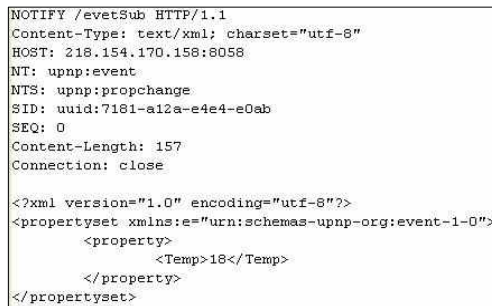 NOTIFY /evetSub HTTP/1.1
Content-Type: text/xml; charset="utf-8"
HOST: 218.154.170.158:8058
NT: upnp:event
NTS: upnp:propchange
SID: uuid:7181-a12a-e4e4-e0ab
SEQ: 0
Content-Length: 157
Connection: close

<?xml version="1.0" encoding="utf-8"?>
<propertyset xmlns:e="urn:schemas-upnp-org:event-1-0">
        <property>
                <Temp>18</Temp>
        </property>
</propertyset>